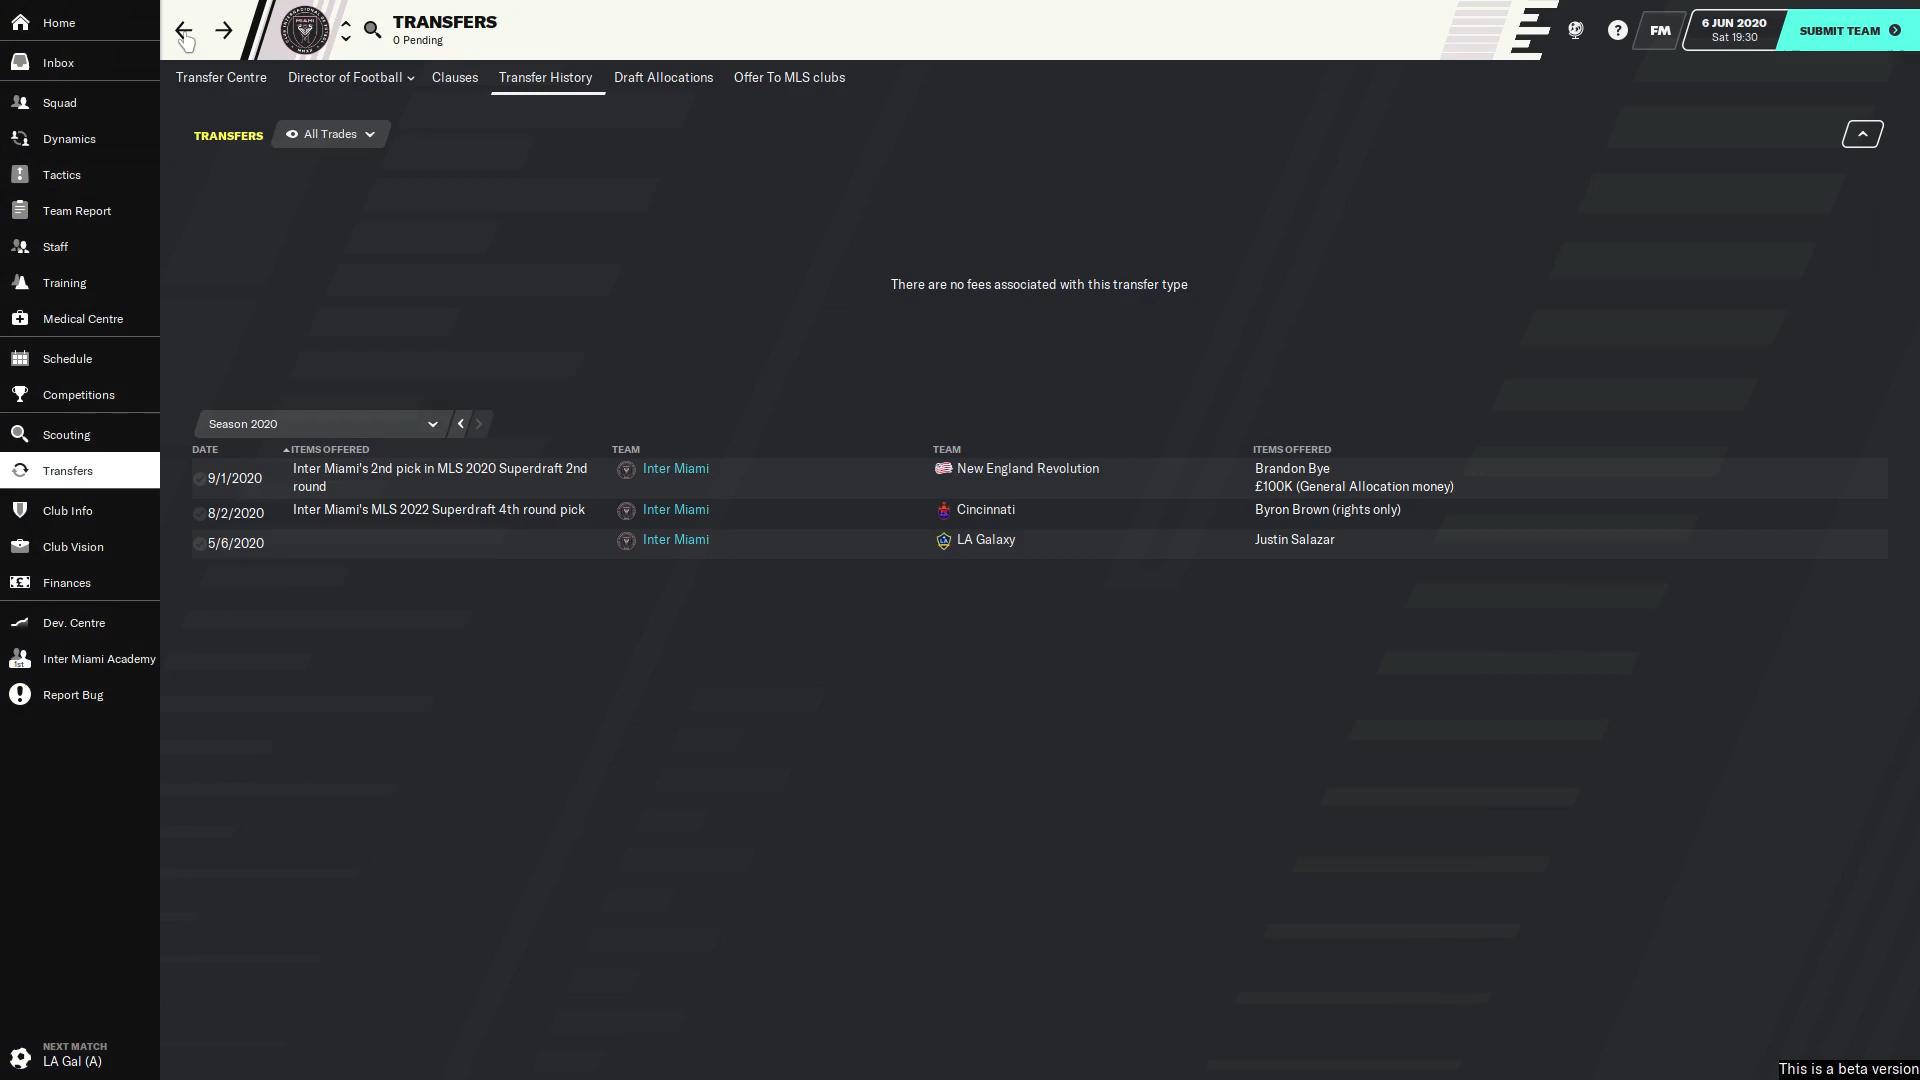 Home
Inbox
Squad
Dynamics
Tactics
Team Report
Staff
Training
Medical Centre
Schedule
Competitions
Scouting
Transfers
Club Info
Club Vision
Finances
Dev. Centre
1st
Inter Miami Academy
Report Bug
NEXT MATCH
LA Gal (A)
TRANSFERS
0 Pending
FM
6 JUN 2020
Sat 19:30
SUBMIT TEAM
Transfer Centre Director of Football Clauses Transfer History Draft Allocations Offer To MLS clubs
TRANSFERS All Trades
There are no fees associated with this transfer type
Season 2020
DATE ITEMS OFFERED TEAM TEAM ITEMS OFFERED
9/1/2020 Inter Miami's 2nd pick in MLS 2020 Superdraft 2nd round Inter Miami New England Revolution Brandon Bye
£100K (General Allocation money)
8/2/2020 Inter Miami's MLS 2022 Superdraft 4th round pick Inter Miami Cincinnati Byron Brown (rights only)
5/6/2020 Inter Miami LA Galaxy Justin Salazar
This is a beta version